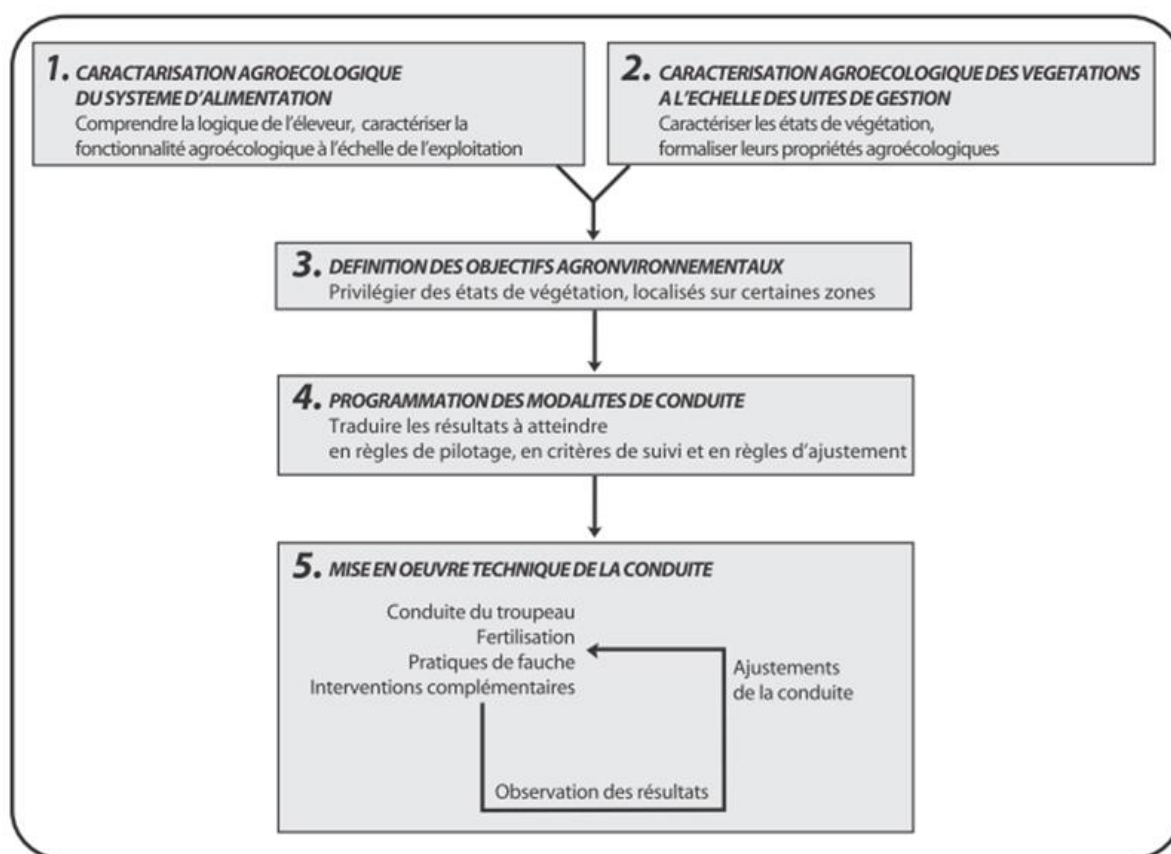 1. CARACTARISATION AGROECOLOGIQUE
DU SYSTEME D'ALIMENTATION
Comprendre la logique de l'éleveur, caractériser la
fonctionnalité agroécologique à l'échelle de l'exploitation
2. CARACTERISATION AGROECOLOGIQUE DES VEGETATIONS
A L'ECHELLE DES UITES DE GESTION
Caractériser les états de végétation,
formaliser leurs propriétés agroécologiques
3. DEFINITION DES OBJECTIFS AGRONVIRONNEMENTAUX
Privilégier des états de végétation, localisés sur certaines zones
4. PROGRAMMATION DES MODALITES DE CONDUITE
Traduire les résultats à atteindre
en règles de pilotage, en critères de suivi et en règles d'ajustement
5. MISE EN OEUVRE TECHNIQUE DE LA CONDUITE
Conduite du troupeau
Fertilisation
Pratiques de fauche
Interventions complémentaires
Ajustements
de la conduite
Observation des résultats